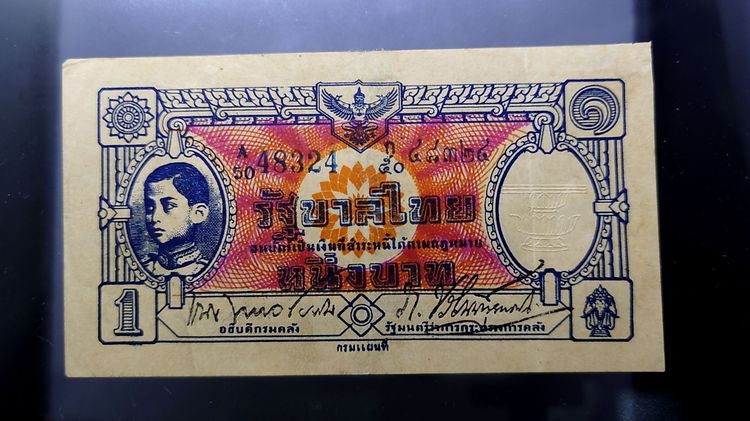 ๑
A/50 48324 ก/๕๐ ๔๘๓๒๔
รัฐบาลไทย
ธนบัตร์เป็นเงินที่ชำระหนี้ได้ตามกฎหมาย
หนึ่งบาท
1
อธิบดีกรมคลัง รัฐมนตรีว่าการกระทรวงการคลัง
กรมแผนที่